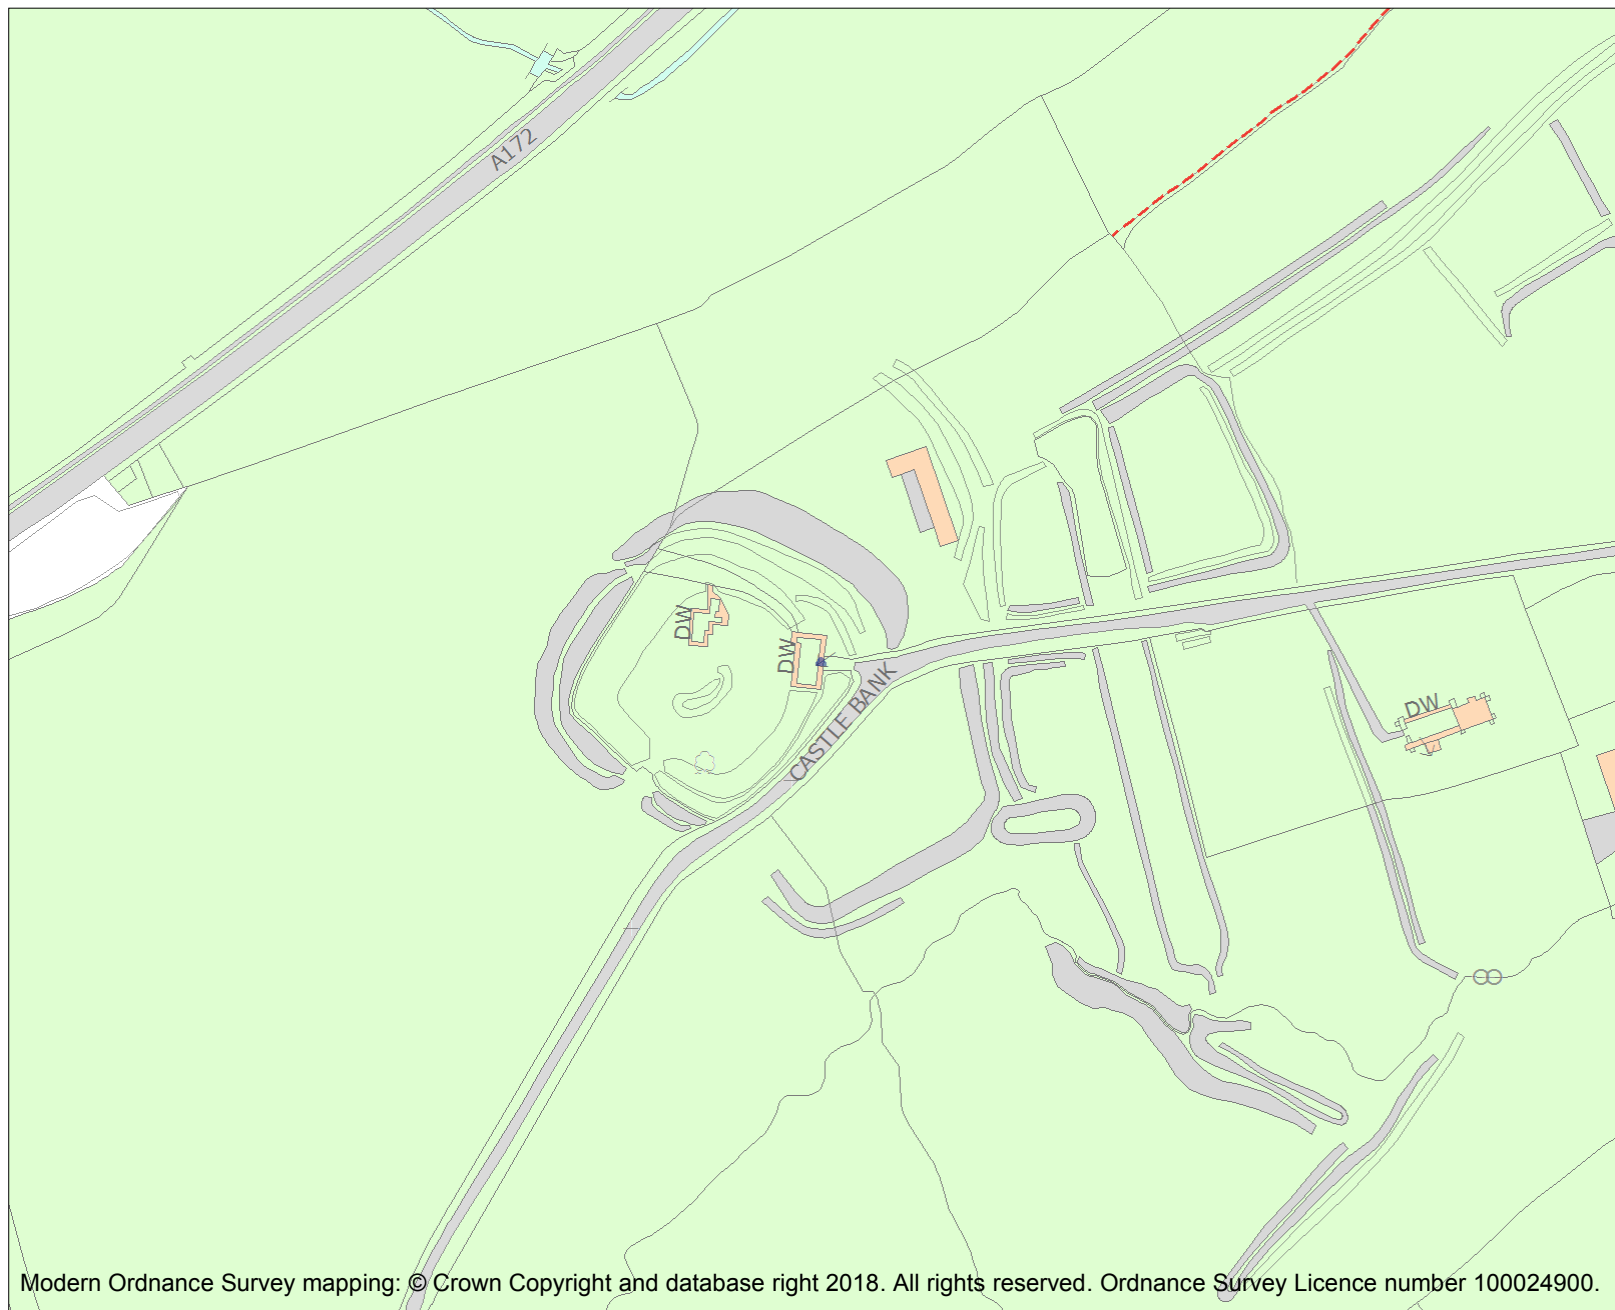 A172
DW
DW
CASTLE BANK
DW
Modern Ordnance Survey mapping: © Crown Copyright and database right 2018. All rights reserved. Ordnance Survey Licence number 100024900.